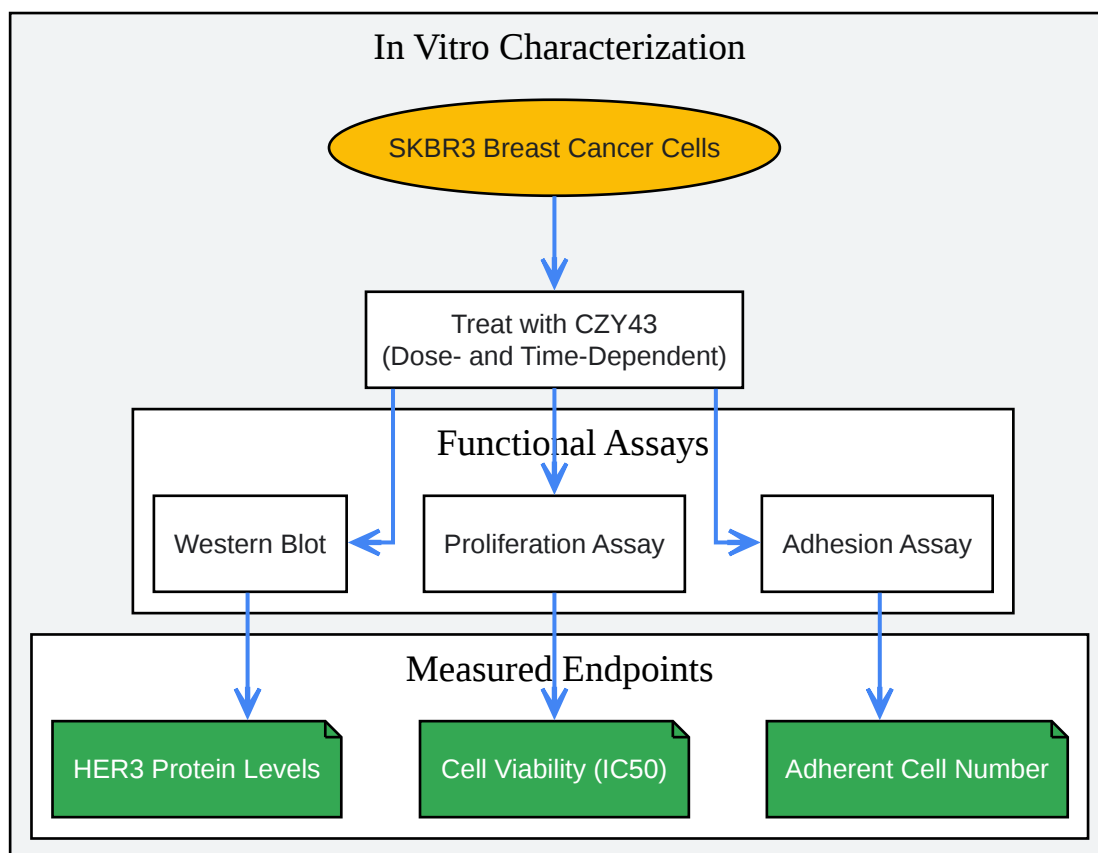 In Vitro Characterization
SKBR3 Breast Cancer Cells
Treat with CZY43
(Dose- and Time-Dependent)
Functional Assays
Western Blot
Proliferation Assay
Adhesion Assay
Measured Endpoints
HER3 Protein Levels
Cell Viability (IC50)
Adherent Cell Number